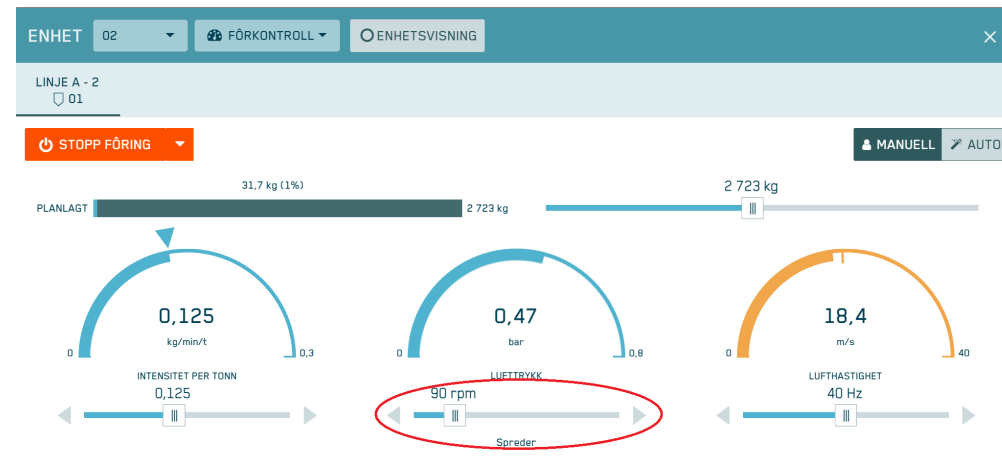 ENHET 02 FÔRKONTROLL ENHETSVISNING
LINJE A - 2
01
STOPP FÔRING MANUELL AUTO
31,7 kg (1%) 2 723 kg
PLANLAGT 2 723 kg
0,125 0,47 18,4
kg/min/t bar m/s
0 0,3 0 0,8 0 40
INTENSITET PER TONN LUFTTRYKK LUFTHASTIGHET
0,125 90 rpm 40 Hz
Spreder